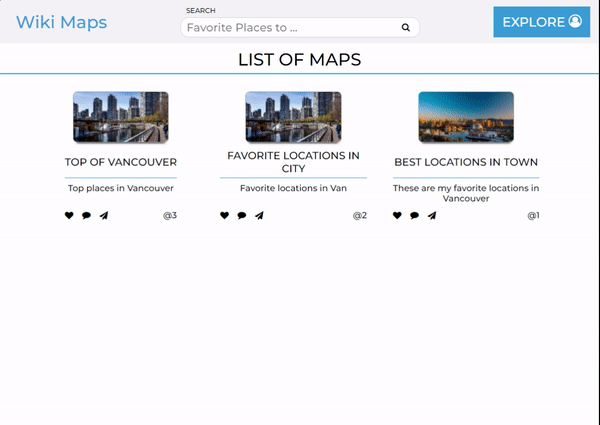 Wiki Maps
SEARCH
Favorite Places to ...
EXPLORE
LIST OF MAPS
TOP OF VANCOUVER
Top places in Vancouver
@3
FAVORITE LOCATIONS IN
CITY
Favorite locations in Van
@2
BEST LOCATIONS IN TOWN
These are my favorite locations in
Vancouver
@1